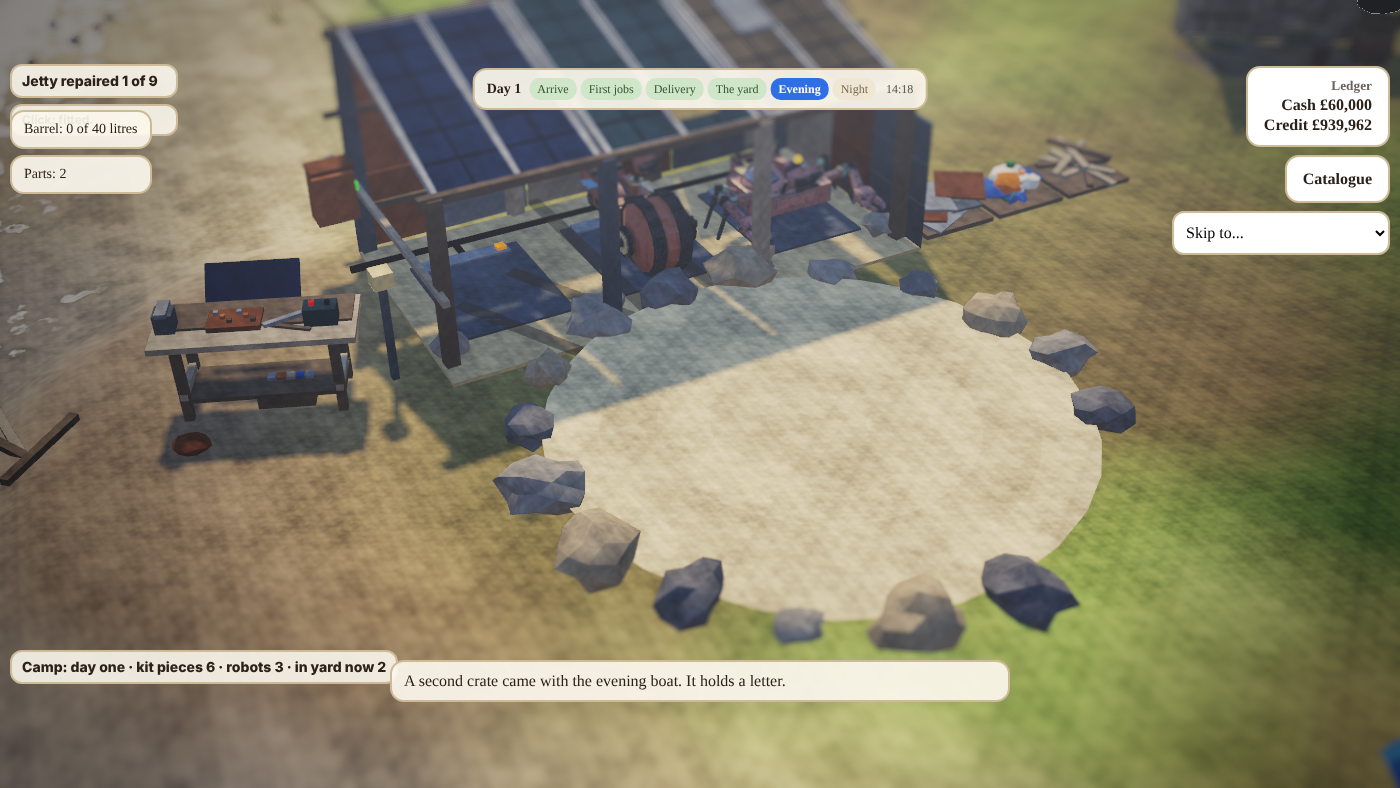 Jetty repaired 1 of 9
Barrel: 0 of 40 litres
Parts: 2
Day 1 Arrive First jobs Delivery The yard Evening Night 14:18
Ledger
Cash £60,000
Credit £939,962
Catalogue
Skip to...
Camp: day one · kit pieces 6 · robots 3 · in yard now 2
A second crate came with the evening boat. It holds a letter.